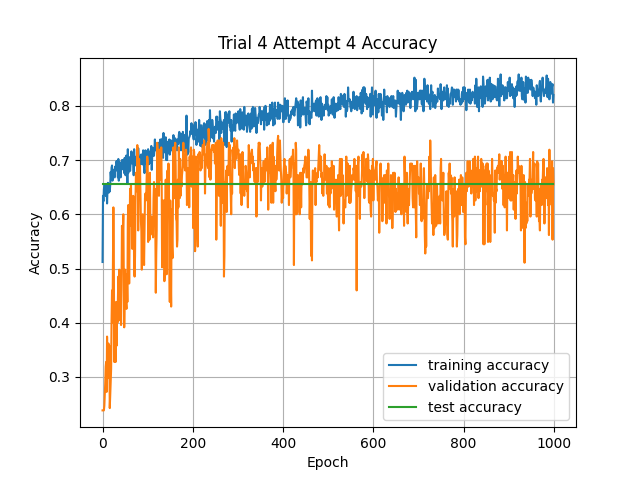 Trial 4 Attempt 4 Accuracy
0.8
0.7
0.6
0.5
0.4
0.3
Accuracy
training accuracy
validation accuracy
test accuracy
0 200 400 600 800 1000
Epoch